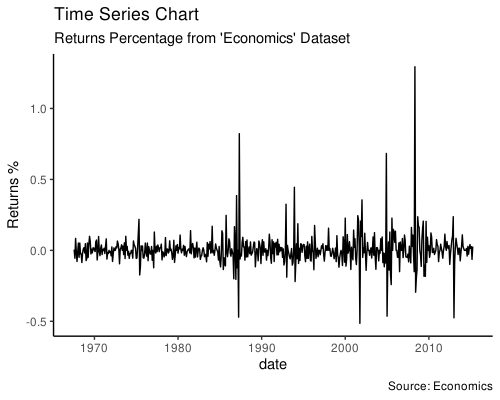 Time Series Chart
Returns Percentage from 'Economics' Dataset
Returns %
1.0
0.5
0.0
-0.5
1970 1980 1990 2000 2010
date
Source: Economics